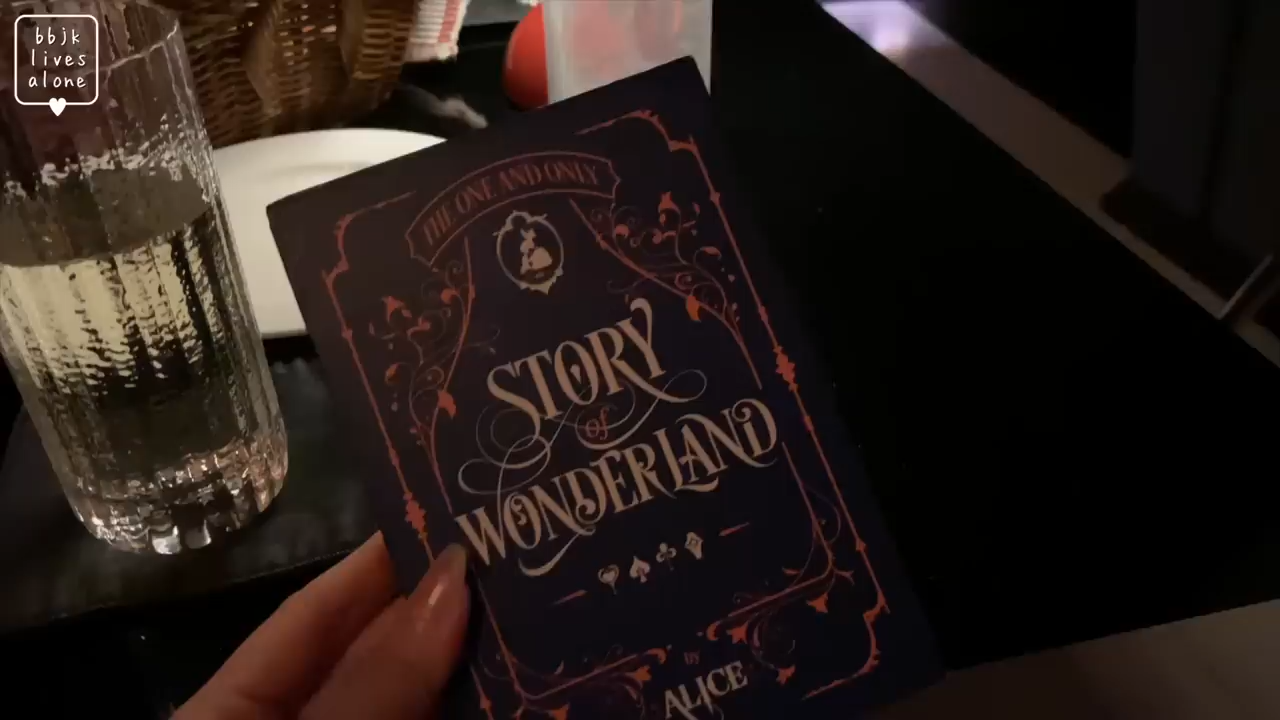 bbjk
lives
alone
THE ONE AND ONLY
STORY
of
WONDERLAND
BY
ALICE